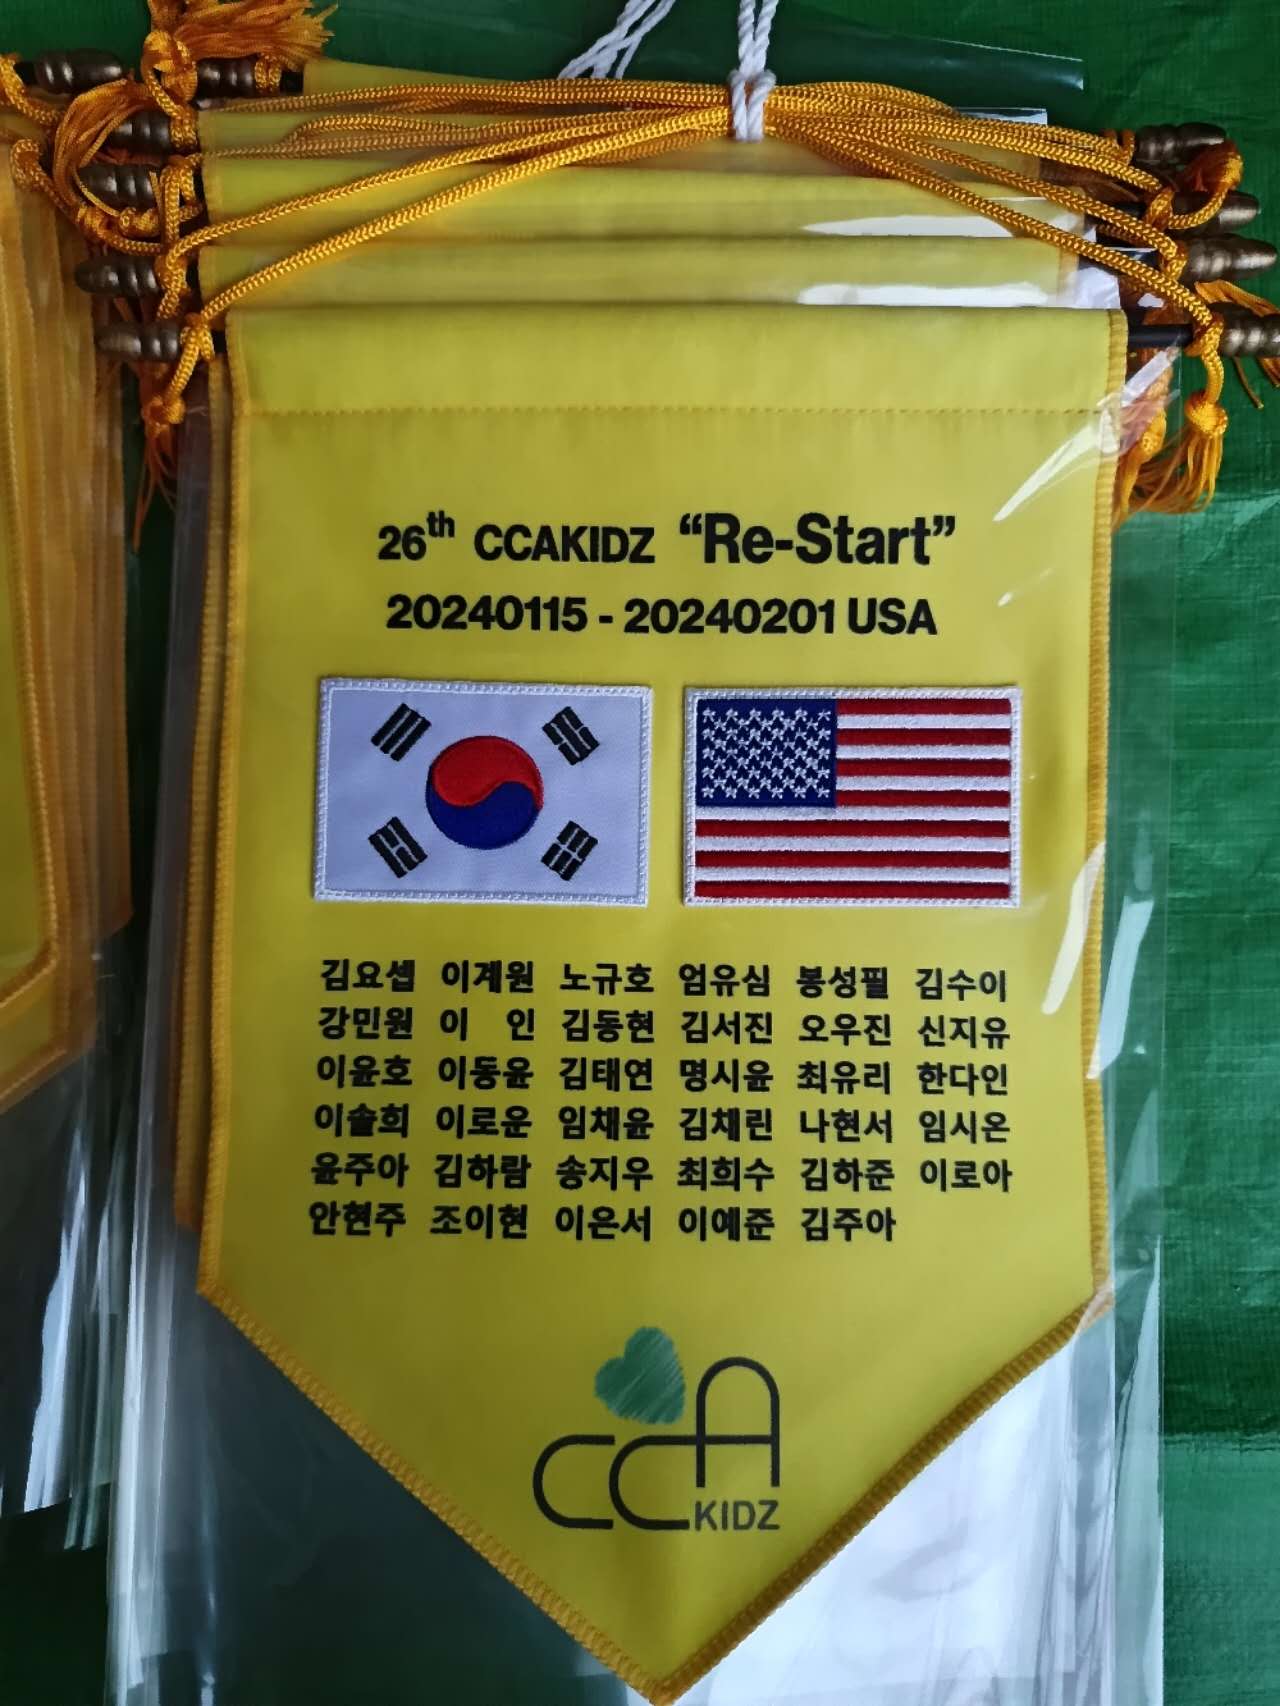 26th CCAKIDZ “Re-Start”
20240115 - 20240201 USA
김요셉 이계원 노규호 엄유심 봉성필 김수이
강민원 이 인 김동현 김서진 오우진 신지유
이윤호 이동윤 김태연 명시윤 최유리 한다인
이솔희 이로운 임채윤 김채린 나현서 임시온
윤주아 김하람 송지우 최희수 김하준 이로아
안현주 조이현 이은서 이예준 김주아
CCA
KIDZ